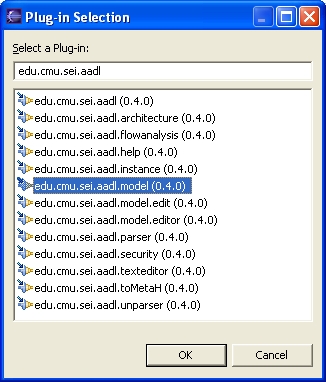 Plug-in Selection
Select a Plug-in:
edu.cmu.sei.aadl
edu.cmu.sei.aadl (0.4.0)
edu.cmu.sei.aadl.architecture (0.4.0)
edu.cmu.sei.aadl.flowanalysis (0.4.0)
edu.cmu.sei.aadl.help (0.4.0)
edu.cmu.sei.aadl.instance (0.4.0)
edu.cmu.sei.aadl.model (0.4.0)
edu.cmu.sei.aadl.model.edit (0.4.0)
edu.cmu.sei.aadl.model.editor (0.4.0)
edu.cmu.sei.aadl.parser (0.4.0)
edu.cmu.sei.aadl.security (0.4.0)
edu.cmu.sei.aadl.texteditor (0.4.0)
edu.cmu.sei.aadl.toMetaH (0.4.0)
edu.cmu.sei.aadl.unparser (0.4.0)
OK
Cancel